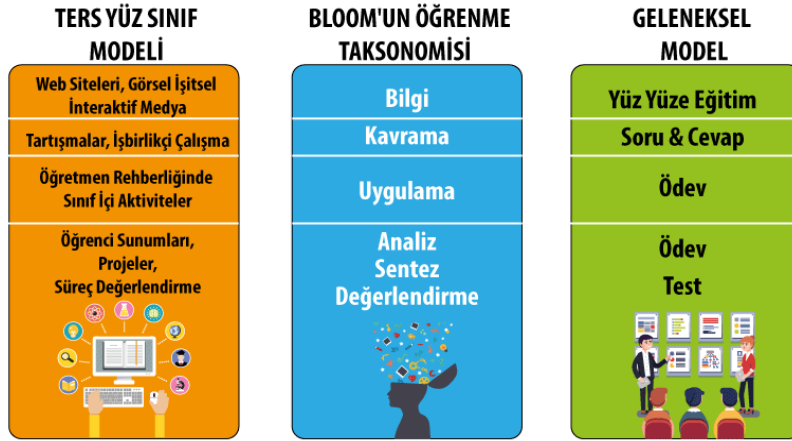 TERS YÜZ SINIF
MODELİ
Web Siteleri, Görsel İşitsel
İnteraktif Medya
Tartışmalar, İşbirlikçi Çalışma
Öğretmen Rehberliğinde
Sınıf İçi Aktiviteler
Öğrenci Sunumları,
Projeler,
Süreç Değerlendirme
BLOOM'UN ÖĞRENME
TAKSONOMİSİ
Bilgi
Kavrama
Uygulama
Analiz
Sentez
Değerlendirme
GELENEKSEL
MODEL
Yüz Yüze Eğitim
Soru & Cevap
Ödev
Ödev
Test